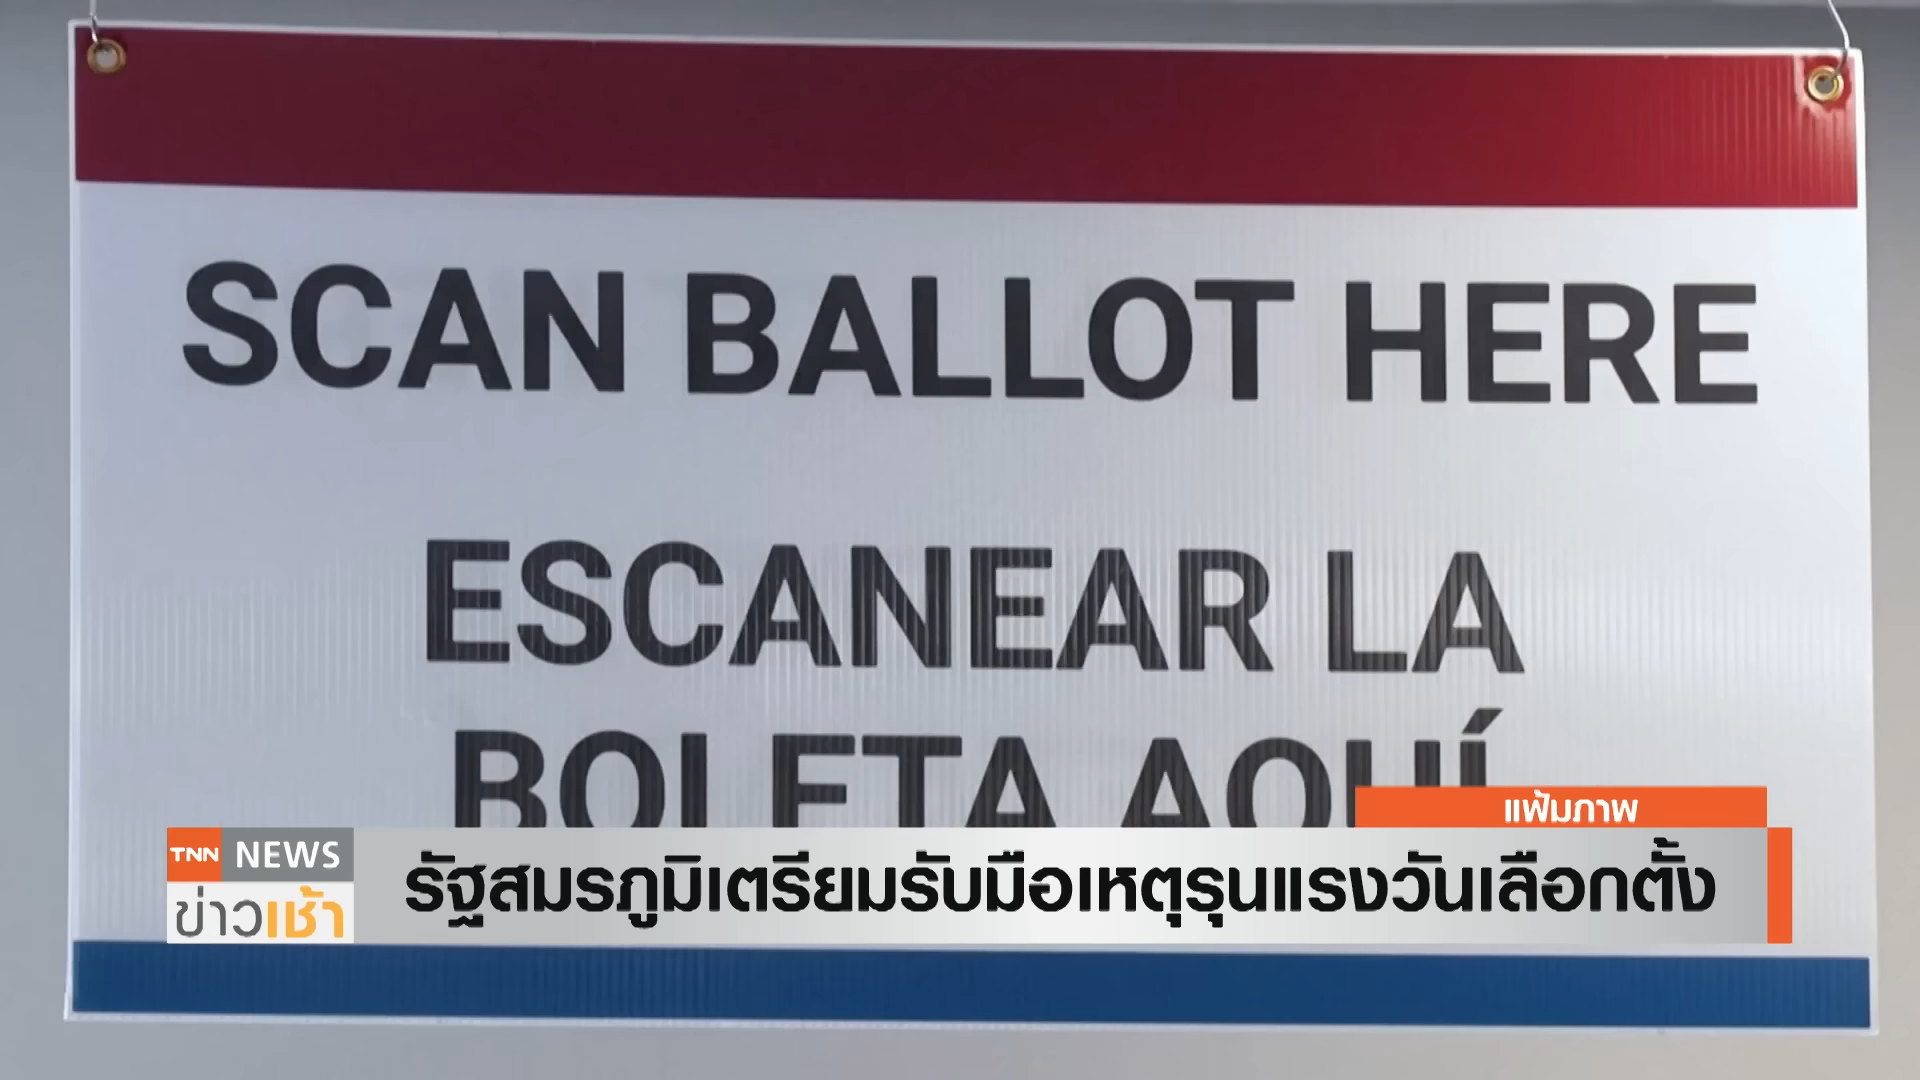 SCAN BALLOT HERE
ESCANEAR LA
BOLETA AQUÍ
แฟ้มภาพ
TNN NEWS
ข่าวเช้า
รัฐสมรภูมิเตรียมรับมือเหตุรุนแรงวันเลือกตั้ง